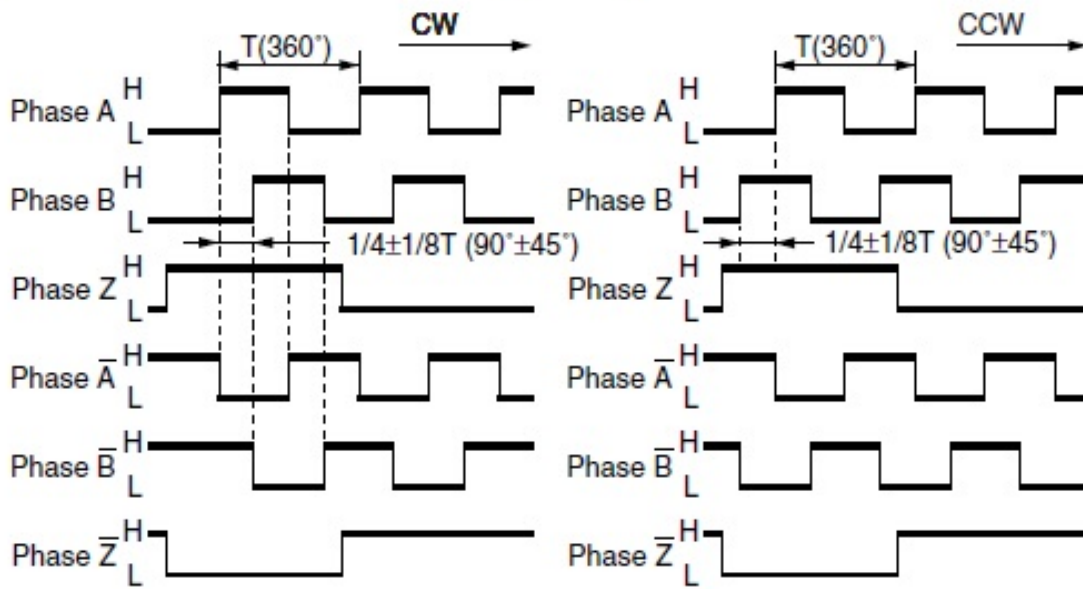 CW
T(360°)
Phase A H
L
Phase B H
L
1/4±1/8T (90°±45°)
Phase Z H
L
Phase A̅ H
L
Phase B̅ H
L
Phase Z̅ H
L
CCW
T(360°)
Phase A H
L
Phase B H
L
1/4±1/8T (90°±45°)
Phase Z H
L
Phase A̅ H
L
Phase B̅ H
L
Phase Z̅ H
L